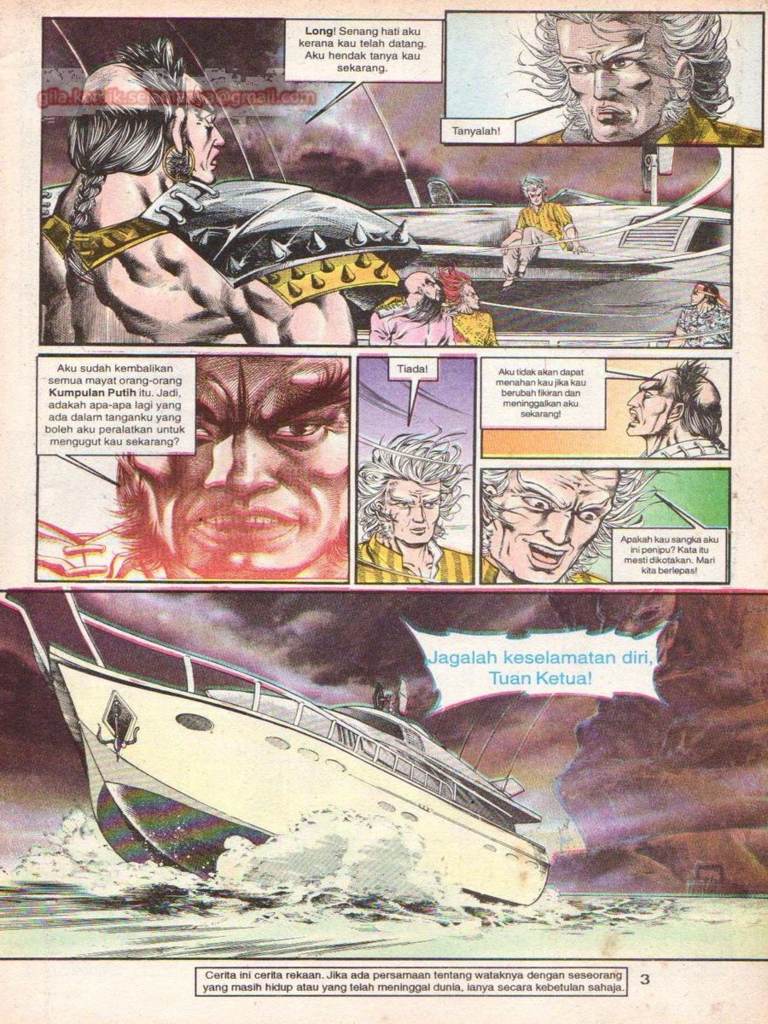 Long! Senang hati aku
kerana kau telah datang.
Aku hendak tanya kau
sekarang.
Tanyalah!
Aku sudah kembalikan
semua mayat orang-orang
Kumpulan Putih itu. Jadi,
adakah apa-apa lagi yang
ada dalam tanganku yang
boleh aku peralatkan untuk
mengugut kau sekarang?
Tiada!
Aku tidak akan dapat
menahan kau jika kau
berubah fikiran dan
meninggalkan aku
sekarang!
Apakah kau sangka aku
ini penipu? Kata itu
mesti dikotakan. Mari
kita berlepas!
Jagalah keselamatan diri,
Tuan Ketua!
Cerita ini cerita rekaan. Jika ada persamaan tentang wataknya dengan seseorang
yang masih hidup atau yang telah meninggal dunia, ianya secara kebetulan sahaja.
3